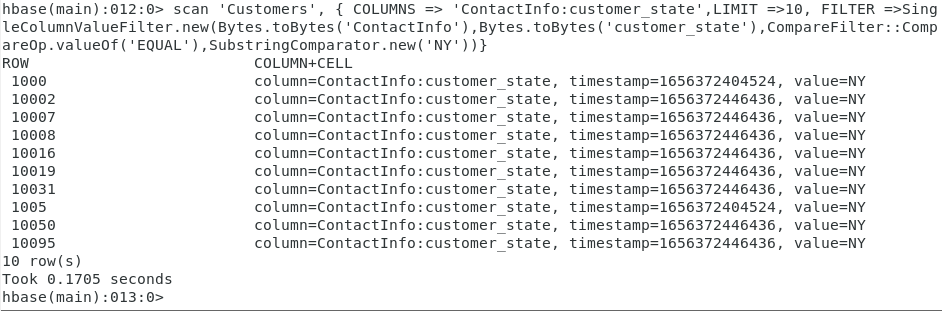 hbase(main):012:0> scan 'Customers', { COLUMNS => 'ContactInfo:customer_state',LIMIT =>10, FILTER =>Sing
leColumnValueFilter.new(Bytes.toBytes('ContactInfo'),Bytes.toBytes('customer_state'),CompareFilter::Comp
areOp.valueOf('EQUAL'),SubstringComparator.new('NY'))}
ROW COLUMN+CELL
1000 column=ContactInfo:customer_state, timestamp=1656372404524, value=NY
10002 column=ContactInfo:customer_state, timestamp=1656372446436, value=NY
10007 column=ContactInfo:customer_state, timestamp=1656372446436, value=NY
10008 column=ContactInfo:customer_state, timestamp=1656372446436, value=NY
10016 column=ContactInfo:customer_state, timestamp=1656372446436, value=NY
10019 column=ContactInfo:customer_state, timestamp=1656372446436, value=NY
10031 column=ContactInfo:customer_state, timestamp=1656372446436, value=NY
1005 column=ContactInfo:customer_state, timestamp=1656372404524, value=NY
10050 column=ContactInfo:customer_state, timestamp=1656372446436, value=NY
10095 column=ContactInfo:customer_state, timestamp=1656372446436, value=NY
10 row(s)
Took 0.1705 seconds
hbase(main):013:0>